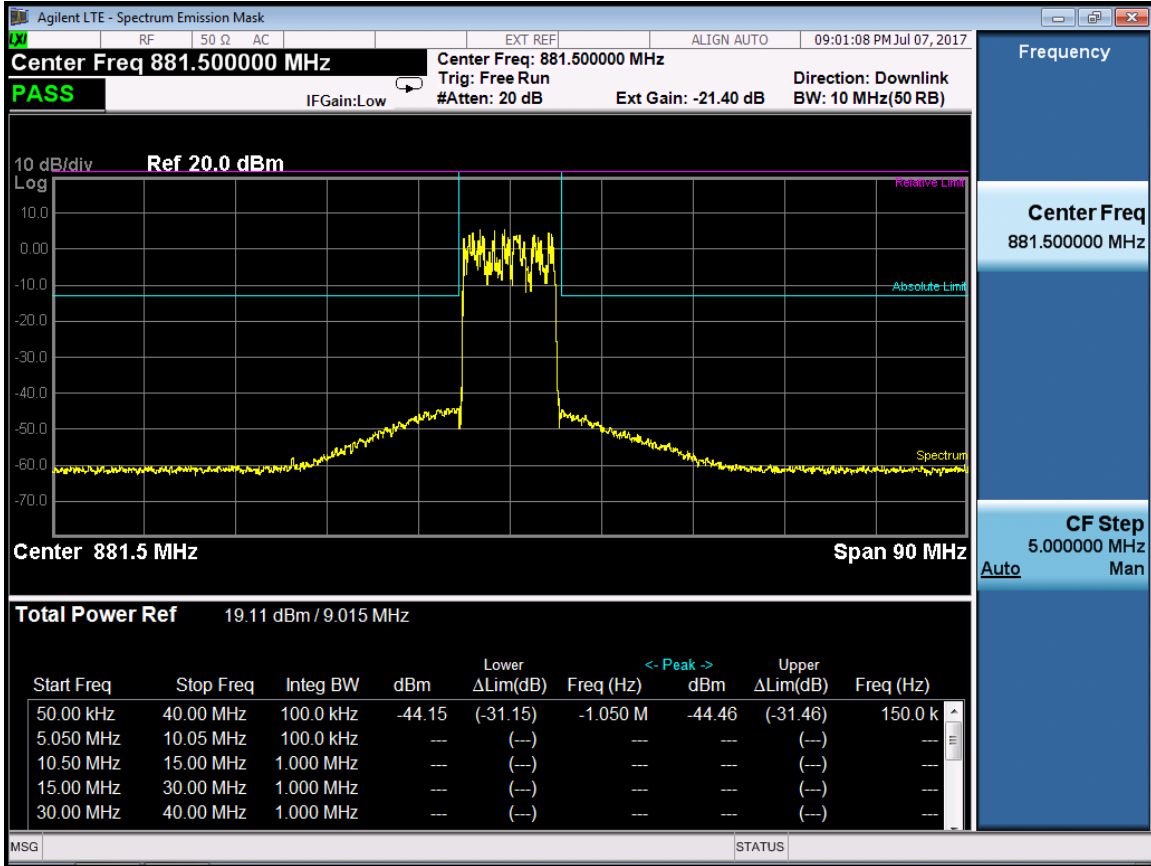 Agilent LTE - Spectrum Emission Mask
LXI RF 50 Ω AC EXT REF ALIGN AUTO 09:01:08 PM Jul 07, 2017
Center Freq 881.500000 MHz
Center Freq: 881.500000 MHz
Trig: Free Run
Direction: Downlink
PASS
IFGain:Low
#Atten: 20 dB
Ext Gain: -21.40 dB
BW: 10 MHz(50 RB)
10 dB/div
Ref 20.0 dBm
Log
Relative Limit
10.0
0.00
-10.0
Absolute Limit
-20.0
-30.0
-40.0
-50.0
Spectrum
-60.0
-70.0
Center 881.5 MHz
Span 90 MHz
Total Power Ref 19.11 dBm / 9.015 MHz
Lower <- Peak -> Upper
Start Freq Stop Freq Integ BW dBm ΔLim(dB) Freq (Hz) dBm ΔLim(dB) Freq (Hz)
50.00 kHz 40.00 MHz 100.0 kHz -44.15 (-31.15) -1.050 M -44.46 (-31.46) 150.0 k
5.050 MHz 10.05 MHz 100.0 kHz --- (---) --- --- (---) ---
10.50 MHz 15.00 MHz 1.000 MHz --- (---) --- --- (---) ---
15.00 MHz 30.00 MHz 1.000 MHz --- (---) --- --- (---) ---
30.00 MHz 40.00 MHz 1.000 MHz --- (---) --- --- (---) ---
MSG
STATUS
Frequency
Center Freq
881.500000 MHz
CF Step
5.000000 MHz
Auto Man